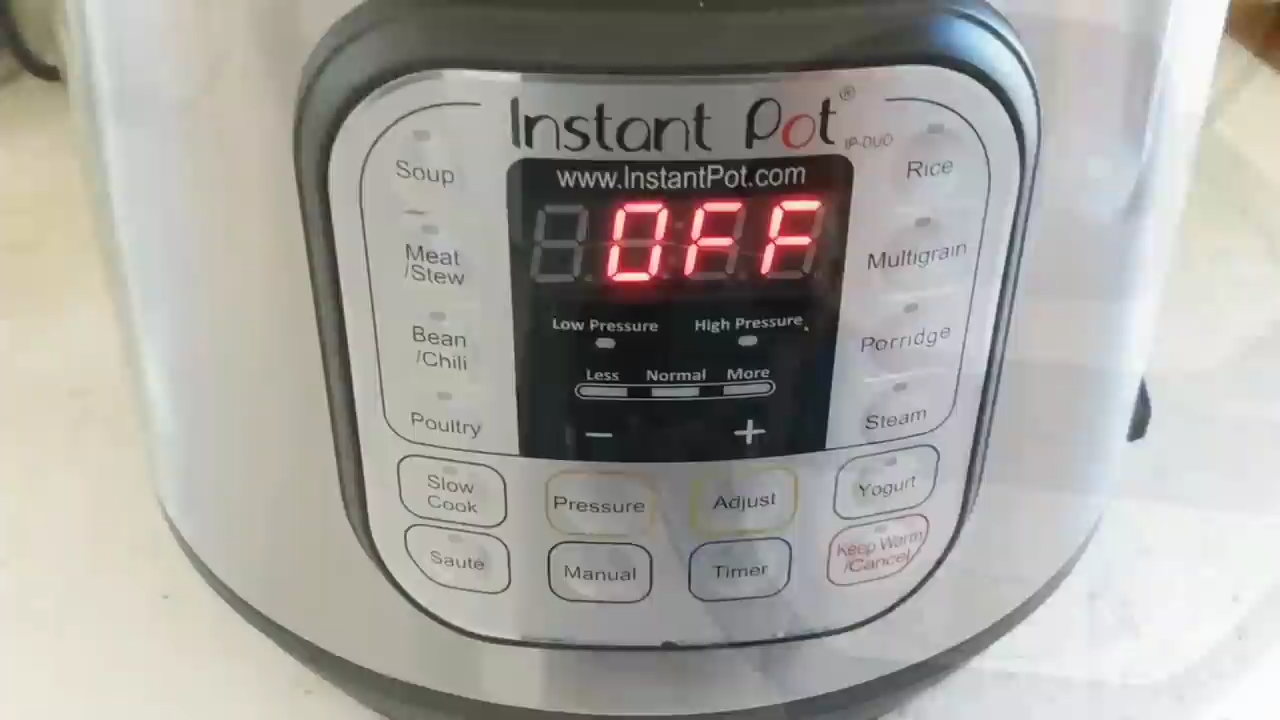 Instant Pot®
IP-DUO
www.InstantPot.com
OFF
Soup
Meat
/Stew
Bean
/Chili
Poultry
Rice
Multigrain
Porridge
Steam
Low Pressure
High Pressure
Less Normal More
− +
Slow
Cook
Pressure
Adjust
Yogurt
Sauté
Manual
Timer
Keep Warm
/Cancel